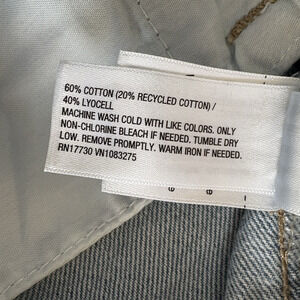 60% COTTON (20% RECYCLED COTTON) /
40% LYOCELL
MACHINE WASH COLD WITH LIKE COLORS. ONLY
NON-CHLORINE BLEACH IF NEEDED. TUMBLE DRY
LOW. REMOVE PROMPTLY. WARM IRON IF NEEDED.
RN17730 VN1083275